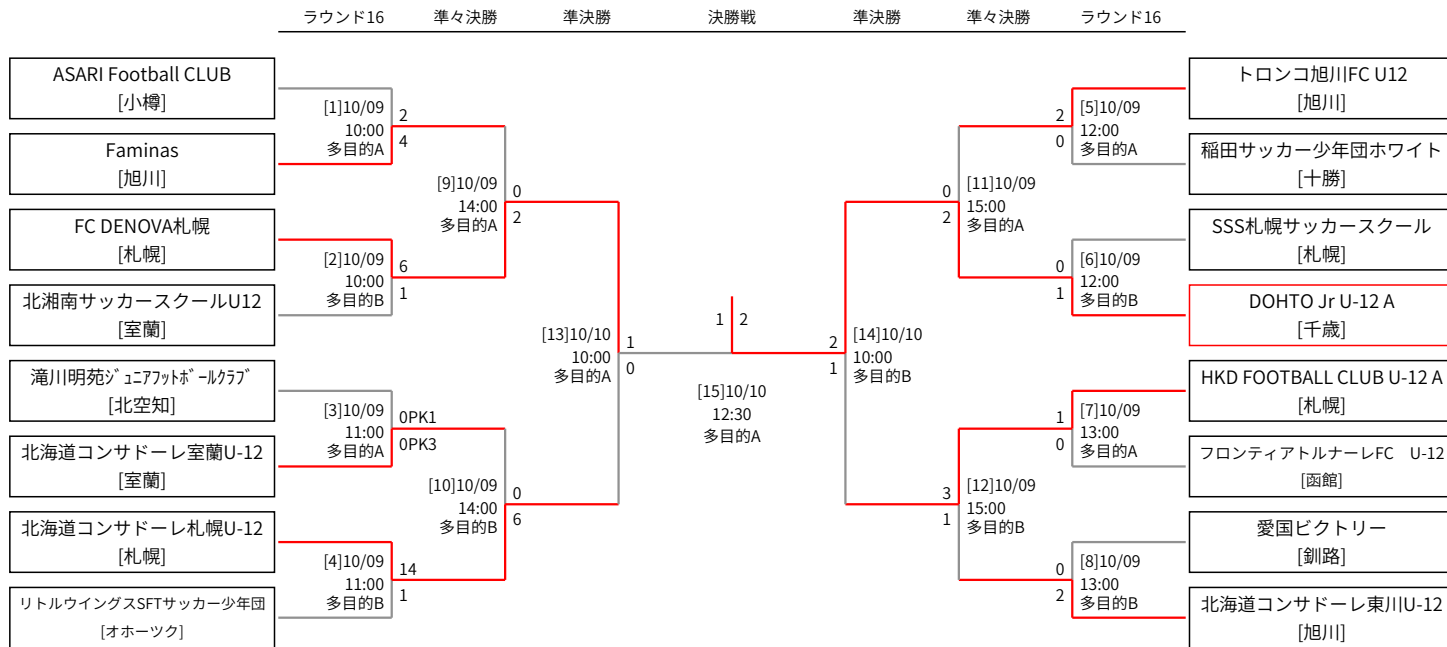 ラウンド16 準々決勝 準決勝 決勝戦 準決勝 準々決勝 ラウンド16
ASARI Football CLUB
[小樽]
Faminas
[旭川]
FC DENOVA札幌
[札幌]
北湘南サッカースクールU12
[室蘭]
滝川明苑ｼﾞｭﾆｱﾌｯﾄﾎﾞｰﾙｸﾗﾌﾞ
[北空知]
北海道コンサドーレ室蘭U-12
[室蘭]
北海道コンサドーレ札幌U-12
[札幌]
リトルウイングスSFTサッカー少年団
[オホーツク]
[1]10/09
10:00
多目的A
2
4
[2]10/09
10:00
多目的B
6
1
[3]10/09
11:00
多目的A
0PK1
0PK3
[4]10/09
11:00
多目的B
14
1
[9]10/09
14:00
多目的A
0
2
[10]10/09
14:00
多目的B
0
6
[13]10/10
10:00
多目的A
1
0
1 2
[15]10/10
12:30
多目的A
2
1
[14]10/10
10:00
多目的B
0
2
[11]10/09
15:00
多目的A
3
1
[12]10/09
15:00
多目的B
2
0
[5]10/09
12:00
多目的A
0
1
[6]10/09
12:00
多目的B
1
0
[7]10/09
13:00
多目的A
0
2
[8]10/09
13:00
多目的B
トロンコ旭川FC U12
[旭川]
稲田サッカー少年団ホワイト
[十勝]
SSS札幌サッカースクール
[札幌]
DOHTO Jr U-12 A
[千歳]
HKD FOOTBALL CLUB U-12 A
[札幌]
フロンティアトルナーレFC　U-12
[函館]
愛国ビクトリー
[釧路]
北海道コンサドーレ東川U-12
[旭川]